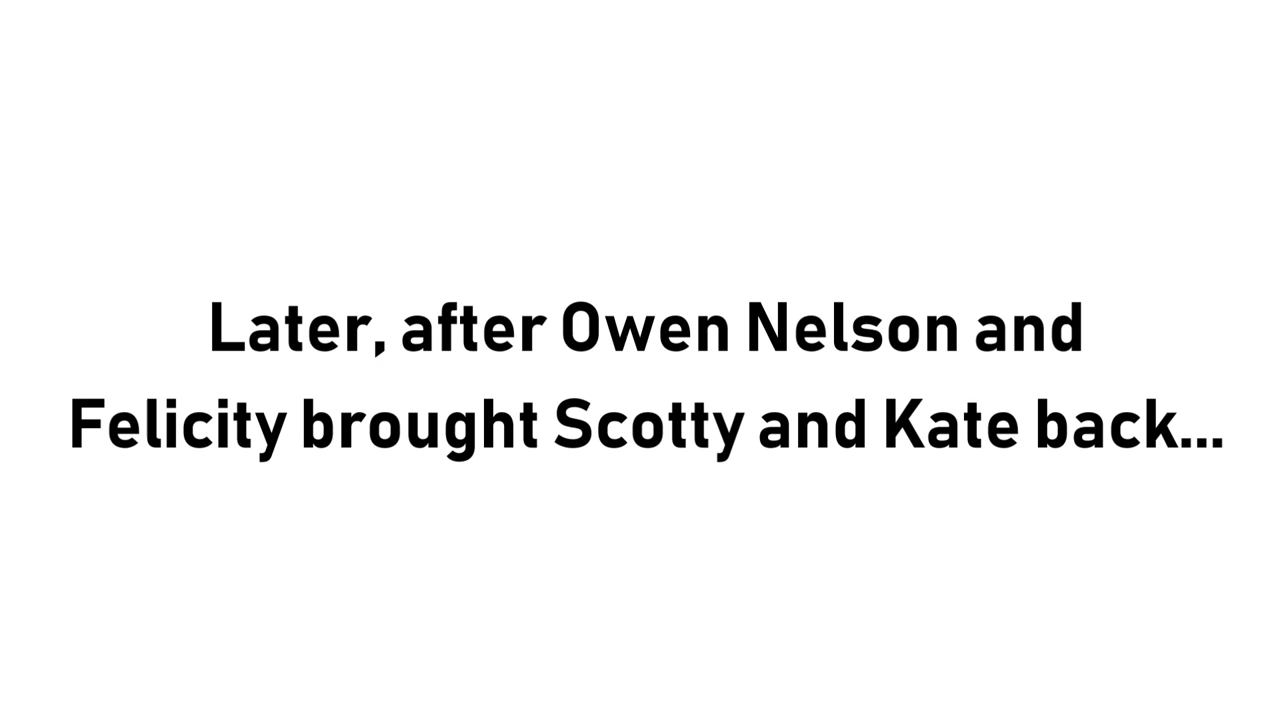 Later, after Owen Nelson and
Felicity brought Scotty and Kate back...